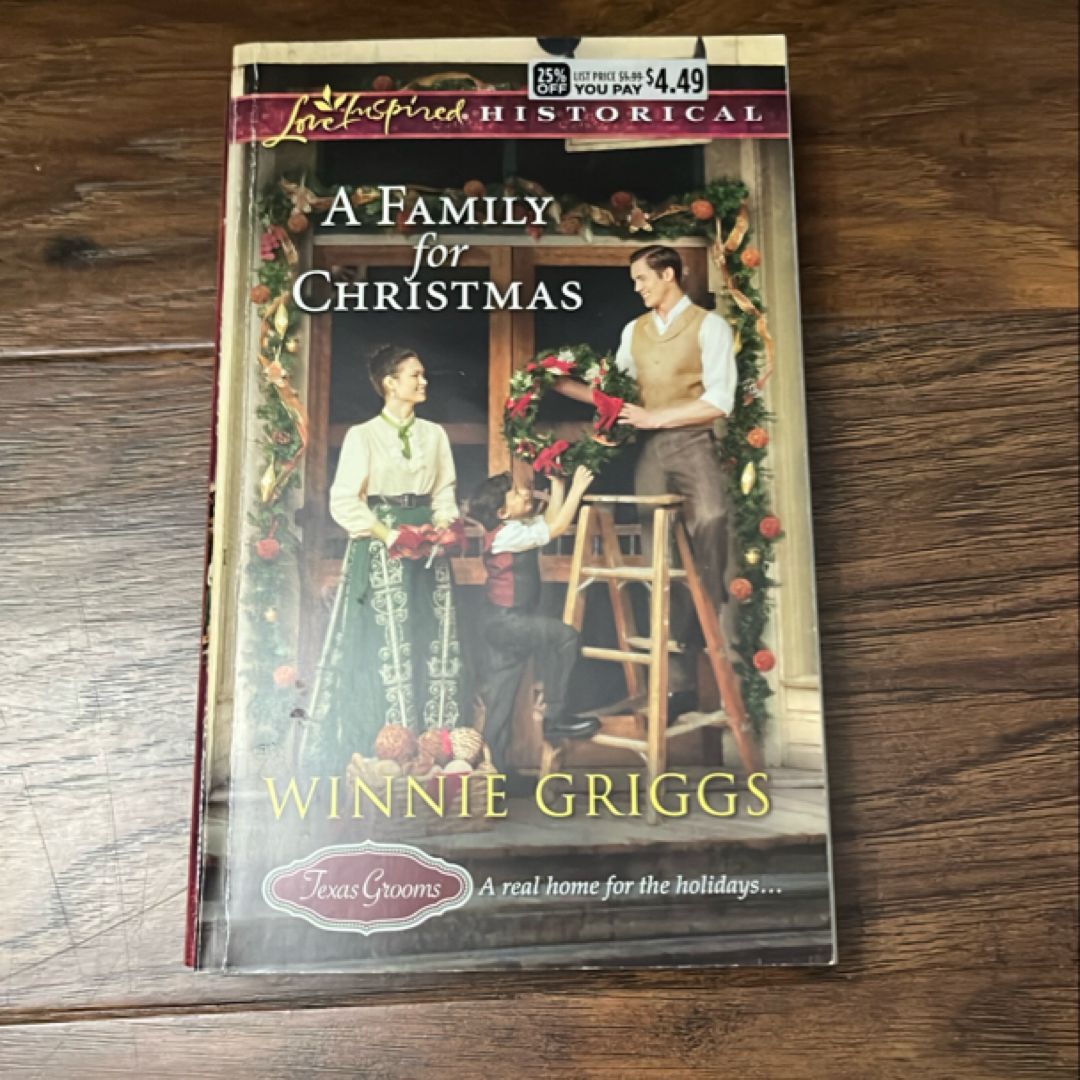 25% OFF LIST PRICE $5.99 YOU PAY $4.49
Love Inspired HISTORICAL
A FAMILY
for
CHRISTMAS
WINNIE GRIGGS
Texas Grooms A real home for the holidays...